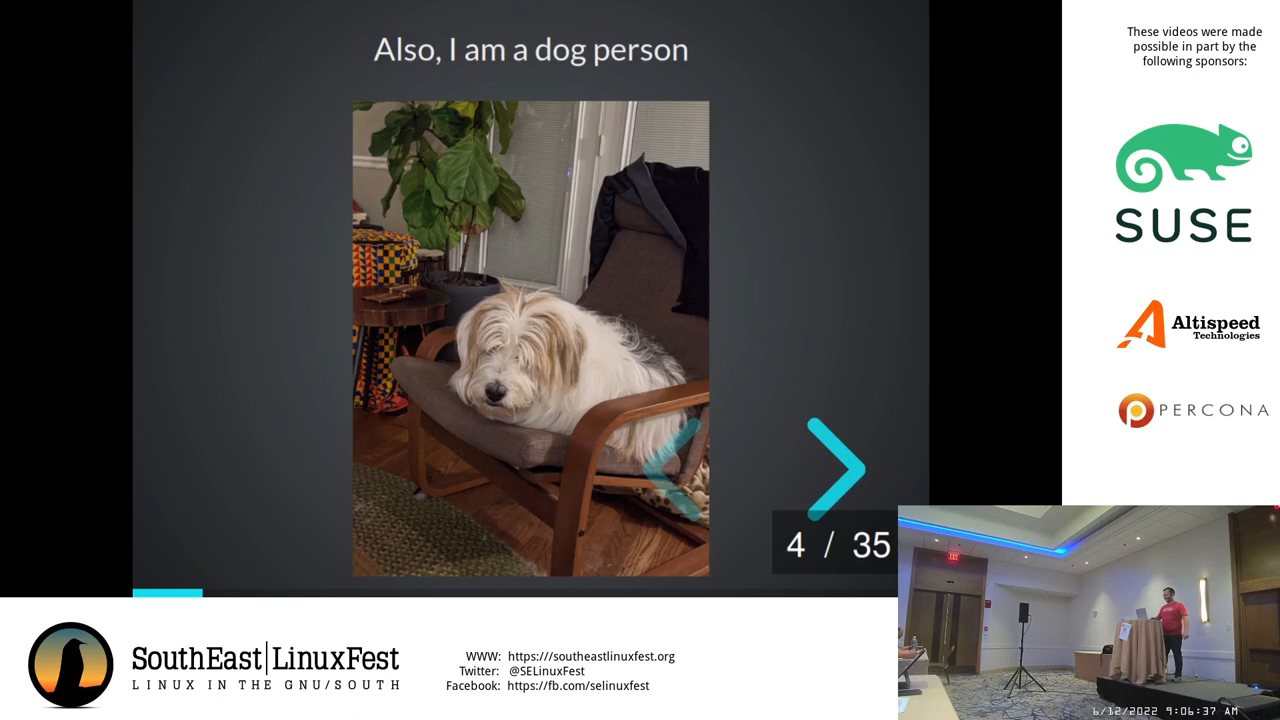 Also, I am a dog person
4 / 35
These videos were made
possible in part by the
following sponsors:
SUSE
Altispeed
Technologies
PERCONA
SouthEast|LinuxFest
LINUX IN THE GNU/SOUTH
WWW: https:///southeastlinuxfest.org
Twitter: @SELinuxFest
Facebook: https://fb.com/selinuxfest
6/12/2022 9:06:37 AM